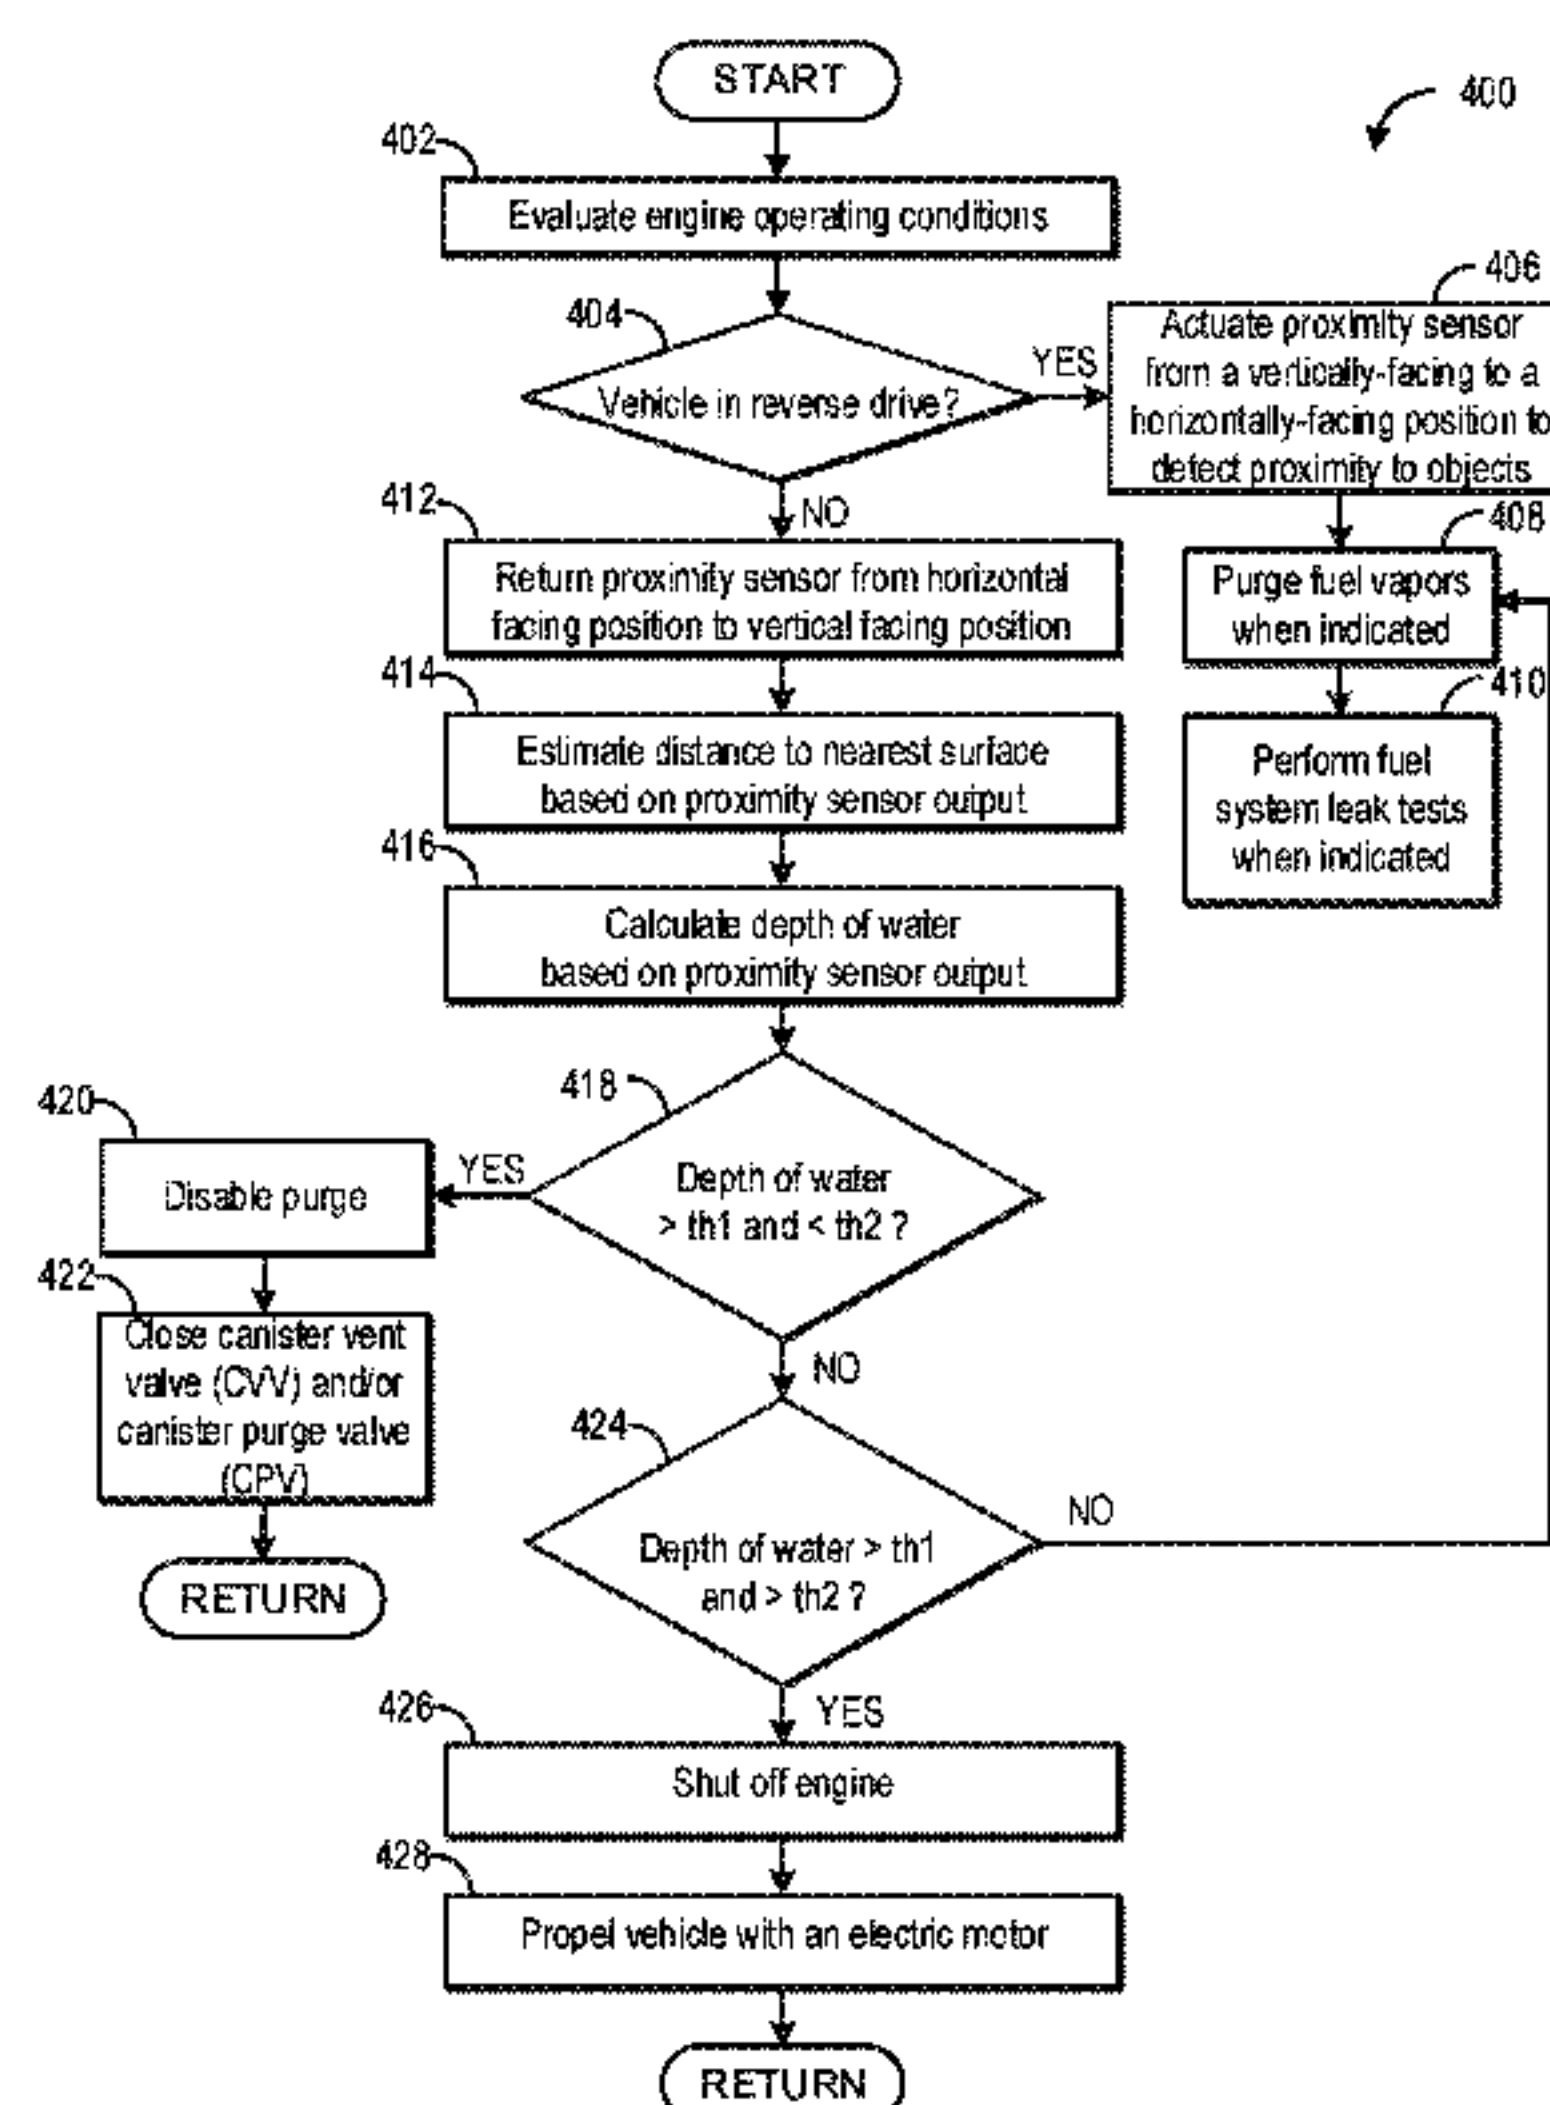 START
400
402
Evaluate engine operating conditions
404
Vehicle in reverse drive?
YES
406
Actuate proximity sensor
from a vertically-facing to a
horizontally-facing position to
detect proximity to objects
412
NO
Return proximity sensor from horizontal
facing position to vertical facing position
408
Purge fuel vapors
when indicated
414
Estimate distance to nearest surface
based on proximity sensor output
410
Perform fuel
system leak tests
when indicated
416
Calculate depth of water
based on proximity sensor output
418
Depth of water
> th1 and < th2 ?
YES
420
Disable purge
422
Close canister vent
valve (CVV) and/or
canister purge valve
(CPV)
RETURN
NO
424
Depth of water > th1
and > th2 ?
NO
YES
426
Shut off engine
428
Propel vehicle with an electric motor
RETURN